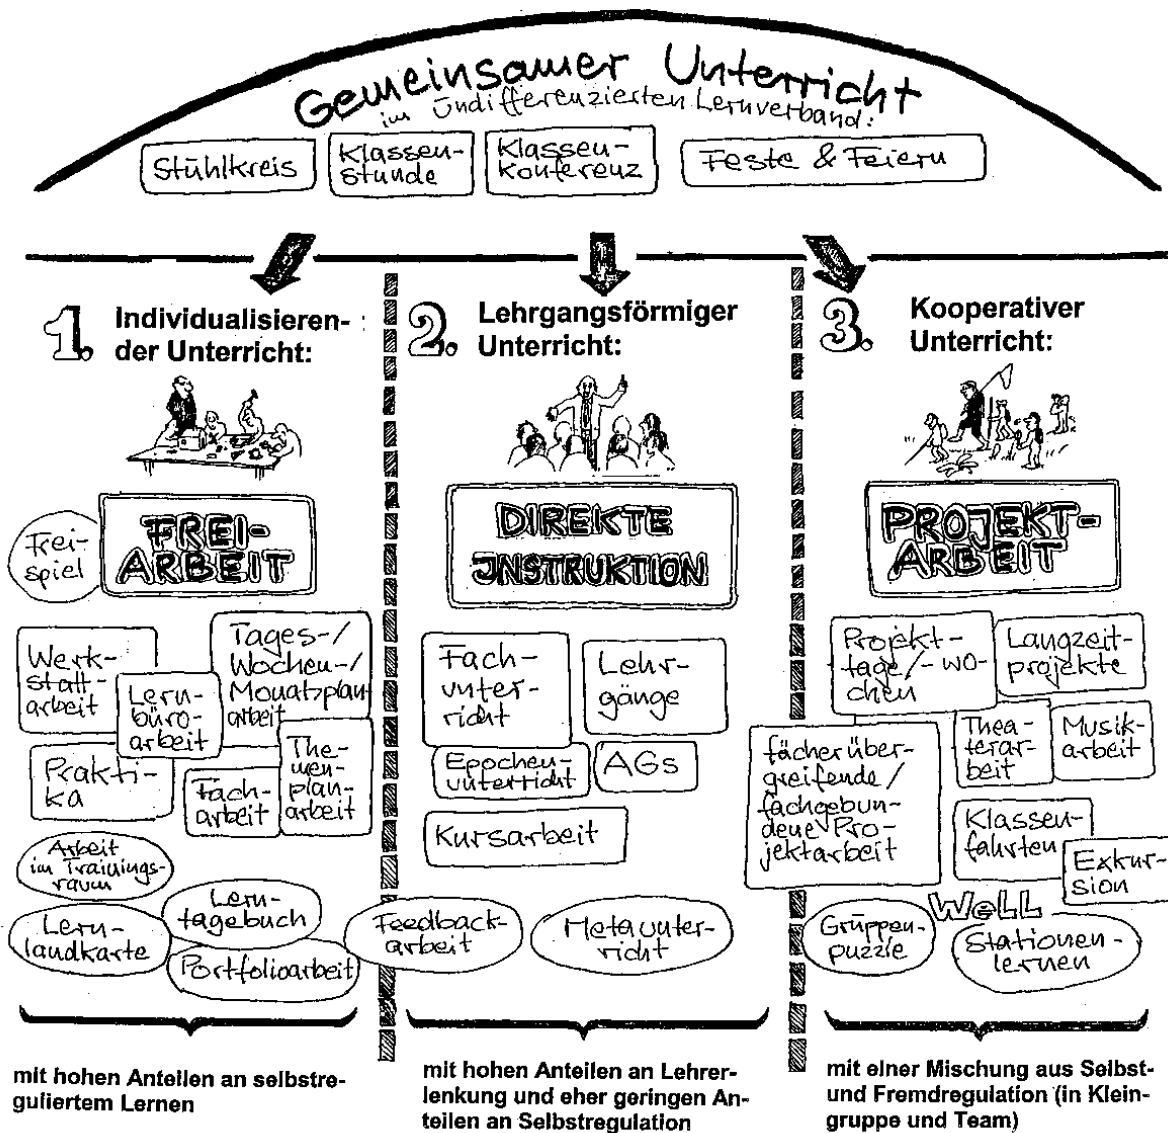 Gemeinsamer Unterricht
im undifferenzierten Lernverband:
Stuhlkreis
Klassen-
stunde
Klassen-
konferenz
Feste & Feiern
1. Individualisieren-
der Unterricht:
Frei-
spiel
FREI-
ARBEIT
Werk-
statt-
arbeit
Lern-
büro-
arbeit
Tages-/
Wochen-/
Monatsplan
arbeit
Prakti-
ka
Fach-
arbeit
The-
men-
plan-
arbeit
Arbeit
im Trainings-
raum
Lern-
tagebuch
Lern-
landkarte
Portfolioarbeit
mit hohen Anteilen an selbstre-
guliertem Lernen
2. Lehrgangsförmiger
Unterricht:
DIREKTE
INSTRUKTION
Fach-
unter-
richt
Lehr-
gänge
Epochen-
unterricht
AGs
Kursarbeit
Feedback-
arbeit
Metaunter-
richt
mit hohen Anteilen an Lehrer-
lenkung und eher geringen An-
teilen an Selbstregulation
3. Kooperativer
Unterricht:
PROJEKT-
ARBEIT
Projekt-
tage/-wo-
chen
Langzeit-
projekte
Thea-
terar-
beit
Musik-
arbeit
fächerüber-
greifende/
fachgebun-
dene Pro-
jektarbeit
Klassen-
fahrten
Exkur-
sion
WELL
Gruppen-
puzzle
Stationen-
lernen
mit einer Mischung aus Selbst-
und Fremdregulation (in Klein-
gruppe und Team)